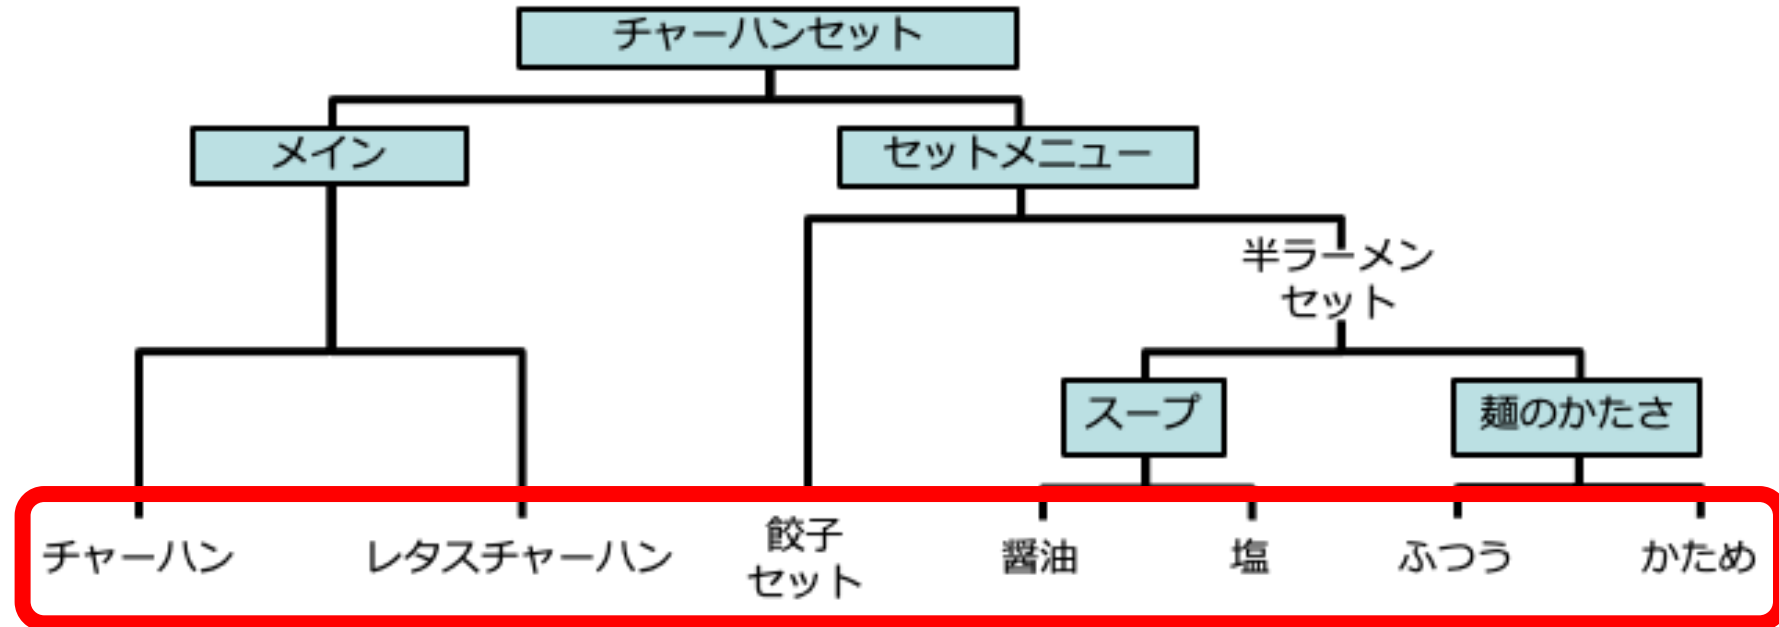 チャーハンセット
メイン
セットメニュー
半ラーメン
セット
スープ
麺のかたさ
チャーハン
レタスチャーハン
餃子
セット
醤油
塩
ふつう
かため